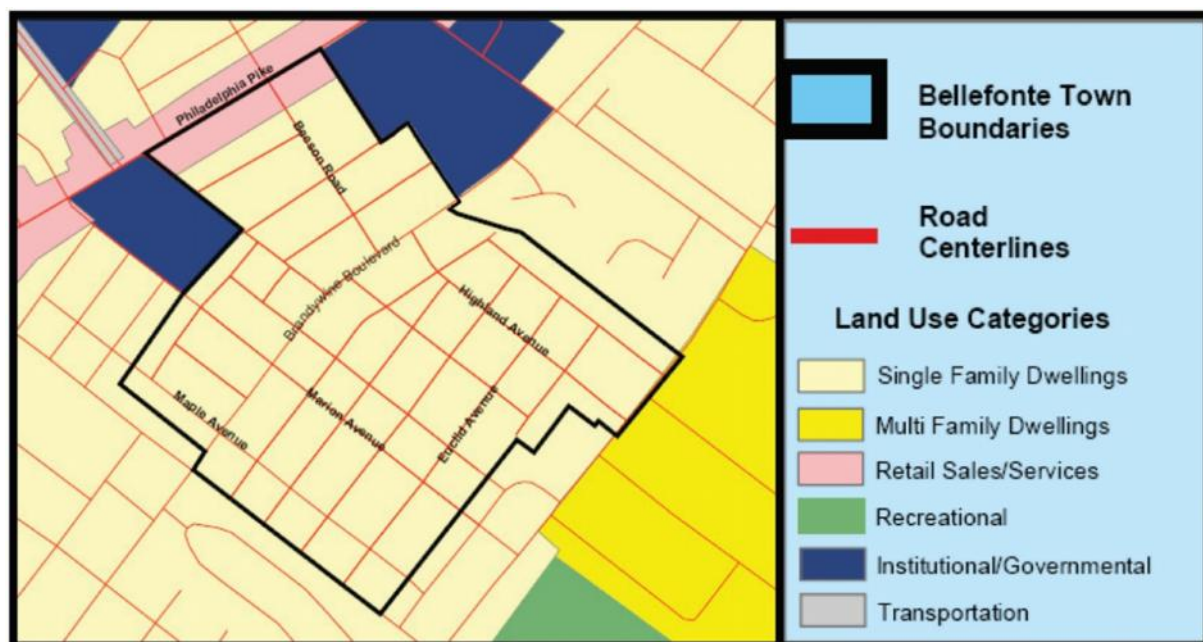 Philadelphia Pike
Beeson Road
Brandywine Boulevard
Highland Avenue
Maple Avenue
Marion Avenue
Euclid Avenue
Bellefonte Town
Boundaries
Road
Centerlines
Land Use Categories
Single Family Dwellings
Multi Family Dwellings
Retail Sales/Services
Recreational
Institutional/Governmental
Transportation